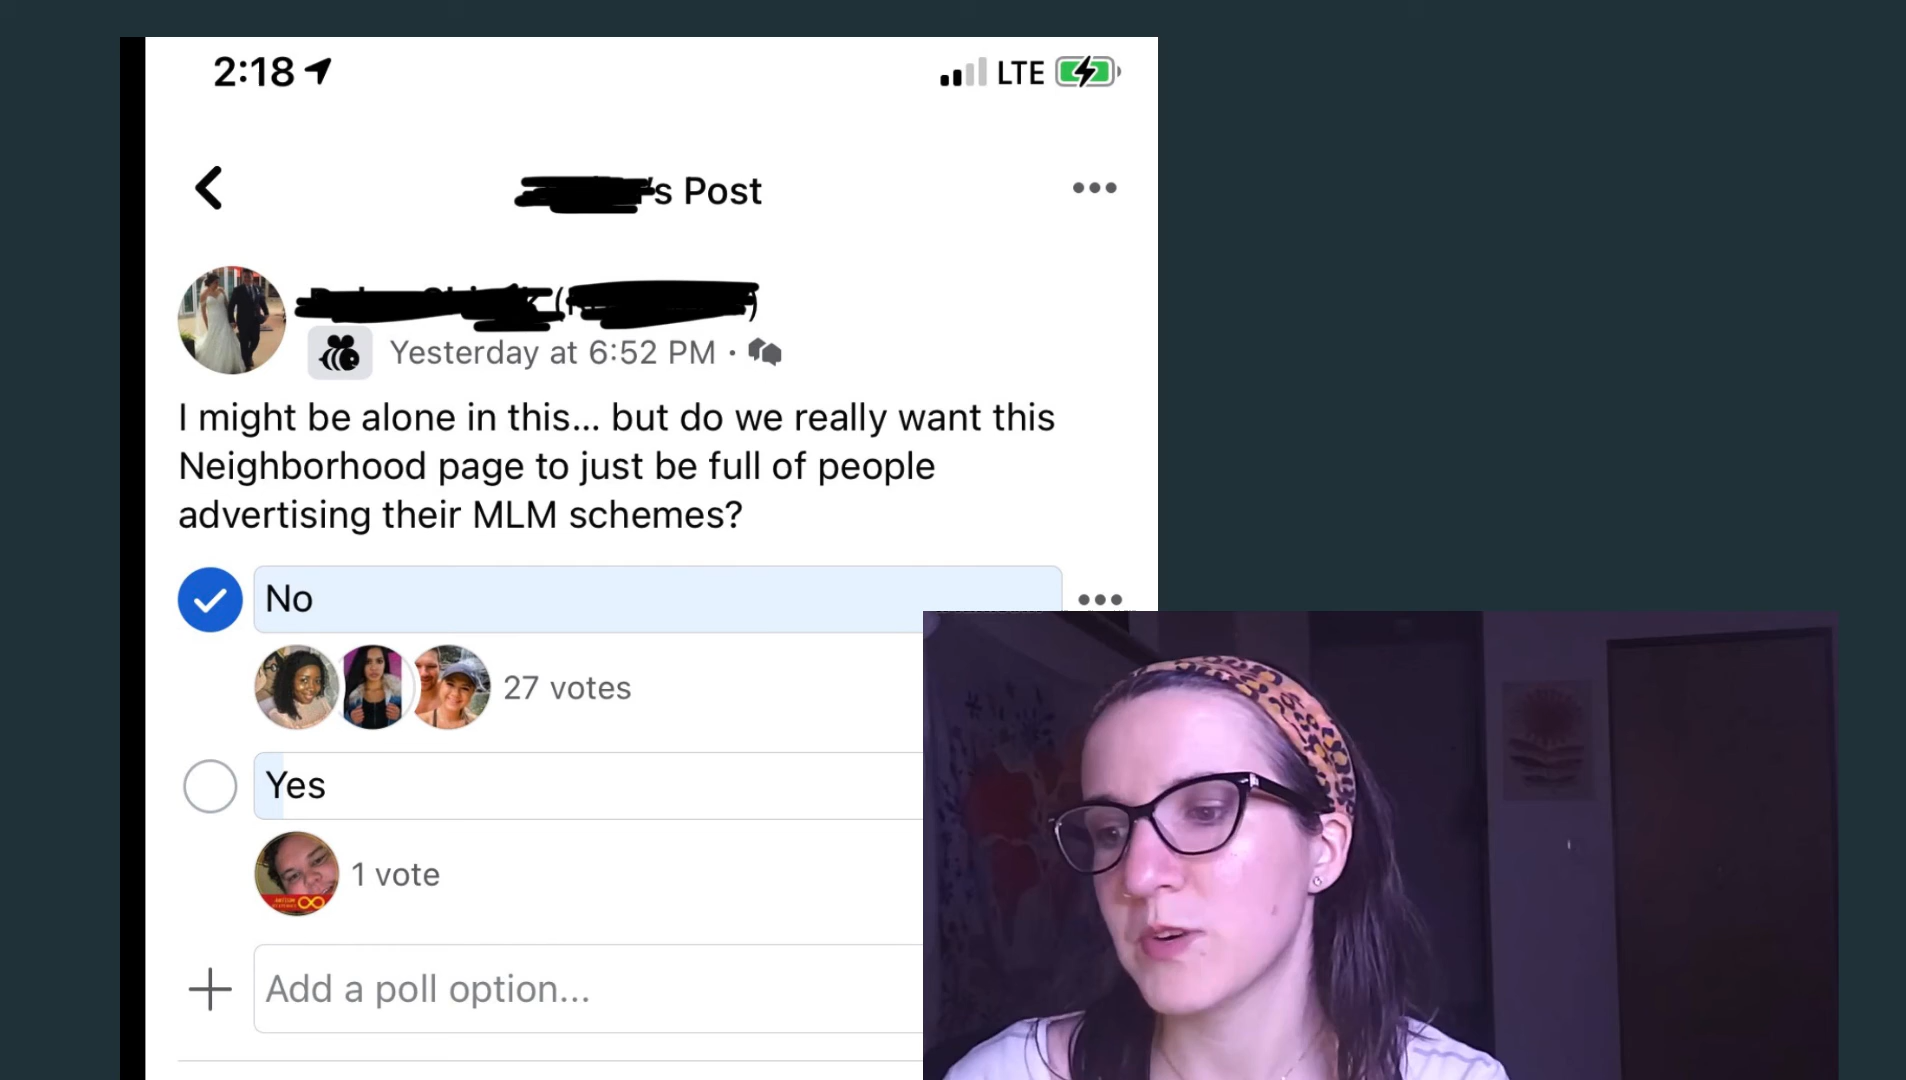 2:18 LTE
's Post
Yesterday at 6:52 PM ·
I might be alone in this... but do we really want this
Neighborhood page to just be full of people
advertising their MLM schemes?
No
27 votes
Yes
1 vote
Add a poll option...